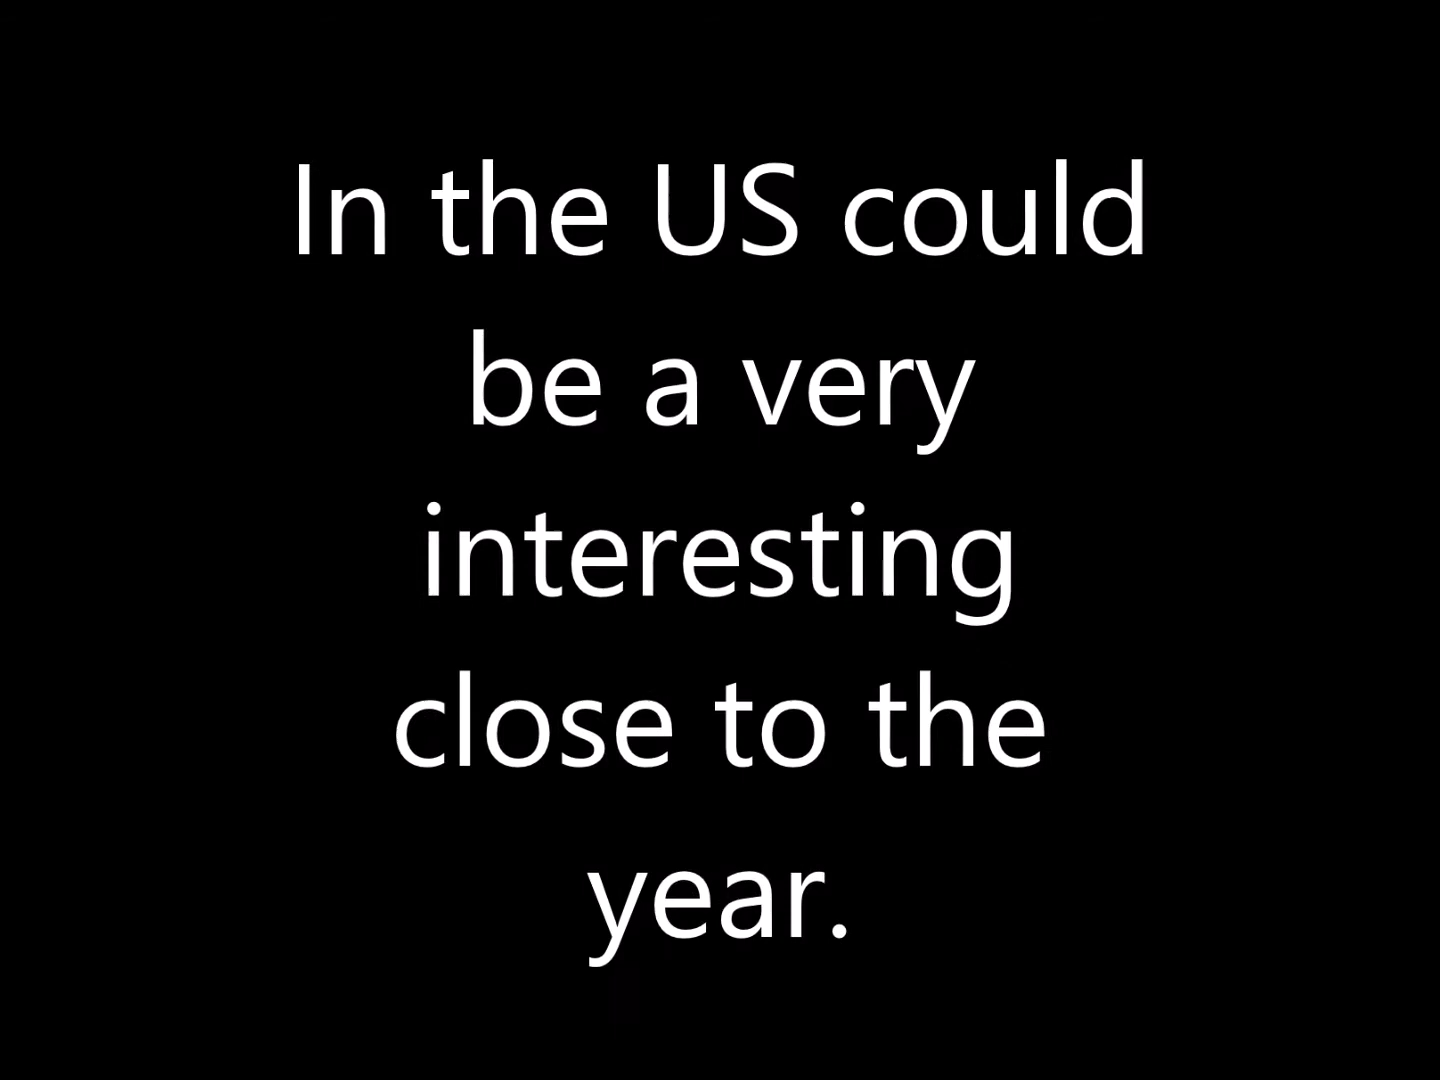 In the US could
be a very
interesting
close to the
year.